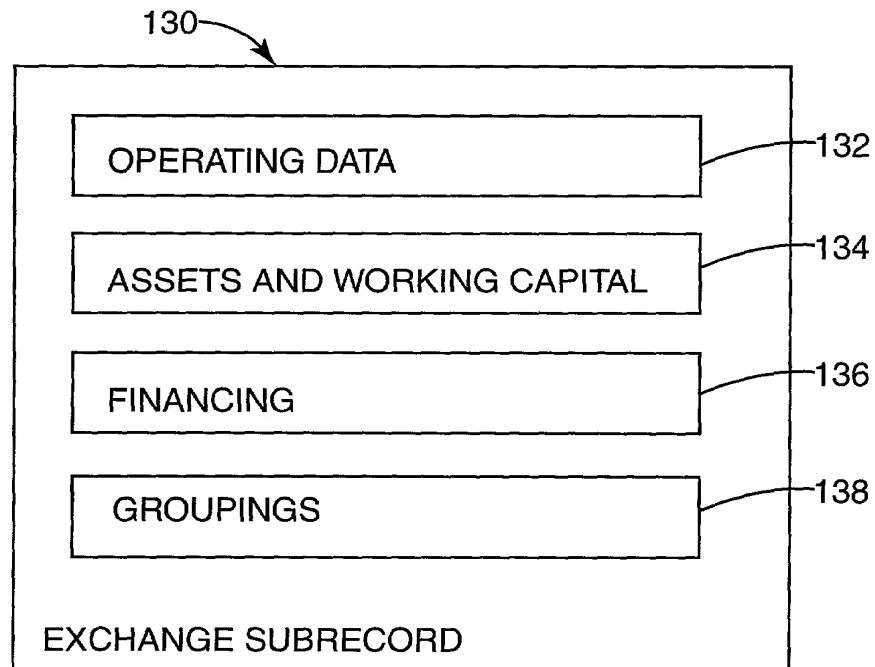 130
OPERATING DATA
132
ASSETS AND WORKING CAPITAL
134
FINANCING
136
GROUPINGS
138
EXCHANGE SUBRECORD